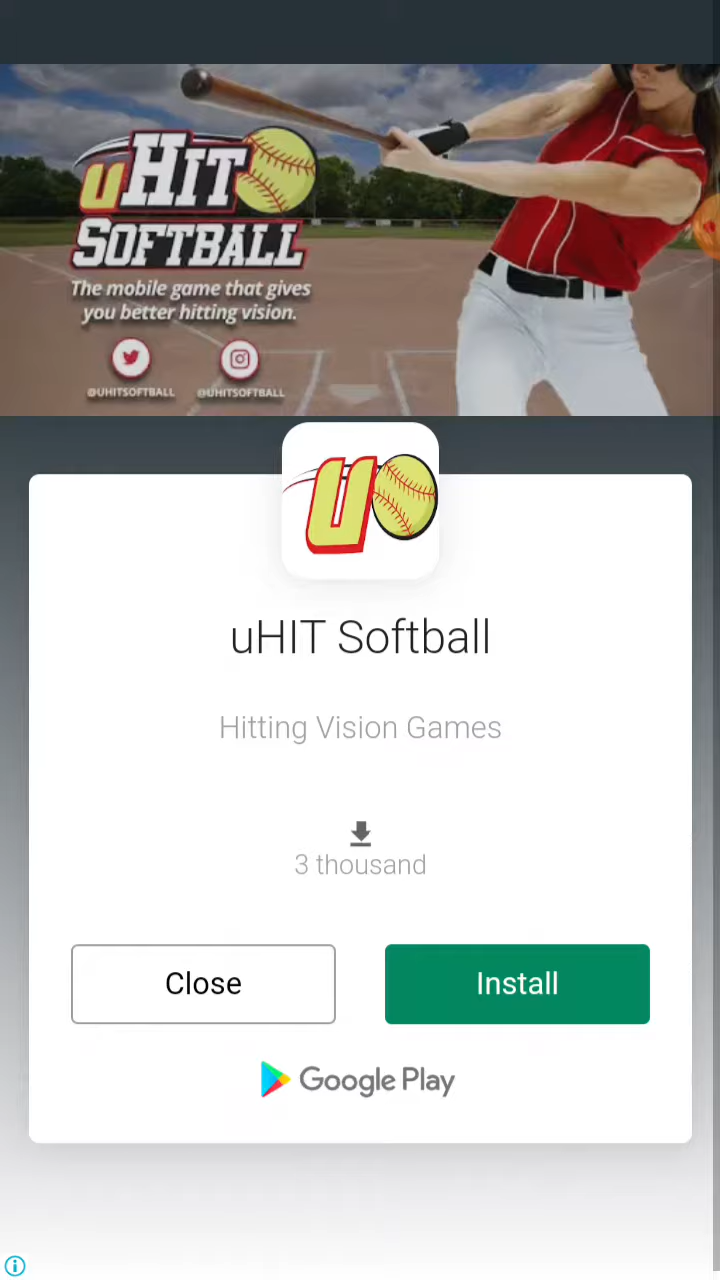 uHIT
SOFTBALL
The mobile game that gives
you better hitting vision.
@UHITSOFTBALL @UHITSOFTBALL
u
uHIT Softball
Hitting Vision Games
3 thousand
Close Install
Google Play